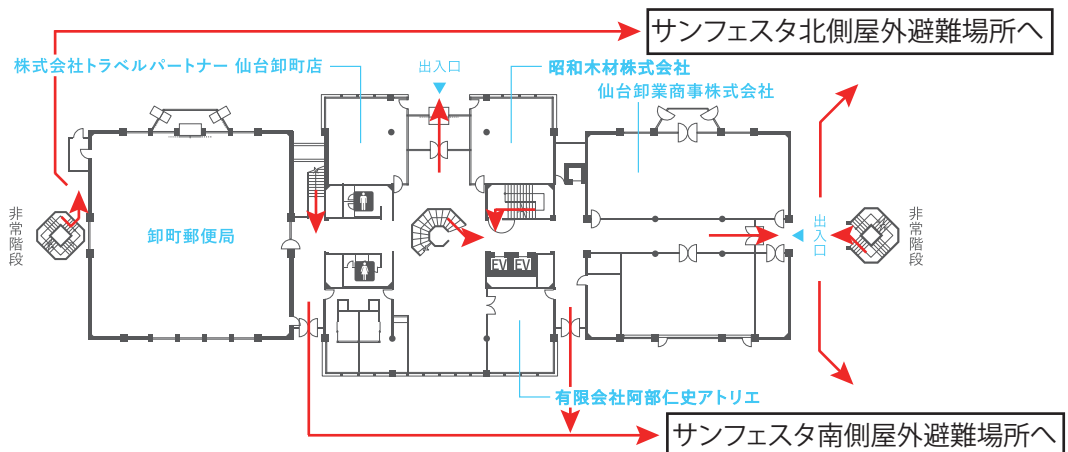 サンフェスタ北側屋外避難場所へ
株式会社トラベルパートナー 仙台卸町店
出入口
昭和木材株式会社
仙台卸業商事株式会社
非常階段
卸町郵便局
出入口
非常階段
EV EV
有限会社阿部仁史アトリエ
サンフェスタ南側屋外避難場所へ